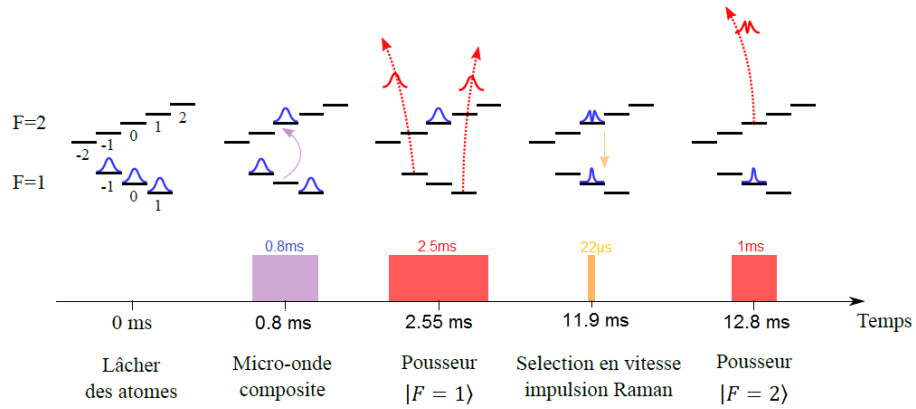 F=2
-2
-1
0
1
2
F=1
-1
0
1
0.8ms
2.5ms
22µs
1ms
0 ms
0.8 ms
2.55 ms
11.9 ms
12.8 ms
Temps
Lâcher
des atomes
Micro-onde
composite
Pousseur
|F = 1⟩
Selection en vitesse
impulsion Raman
Pousseur
|F = 2⟩